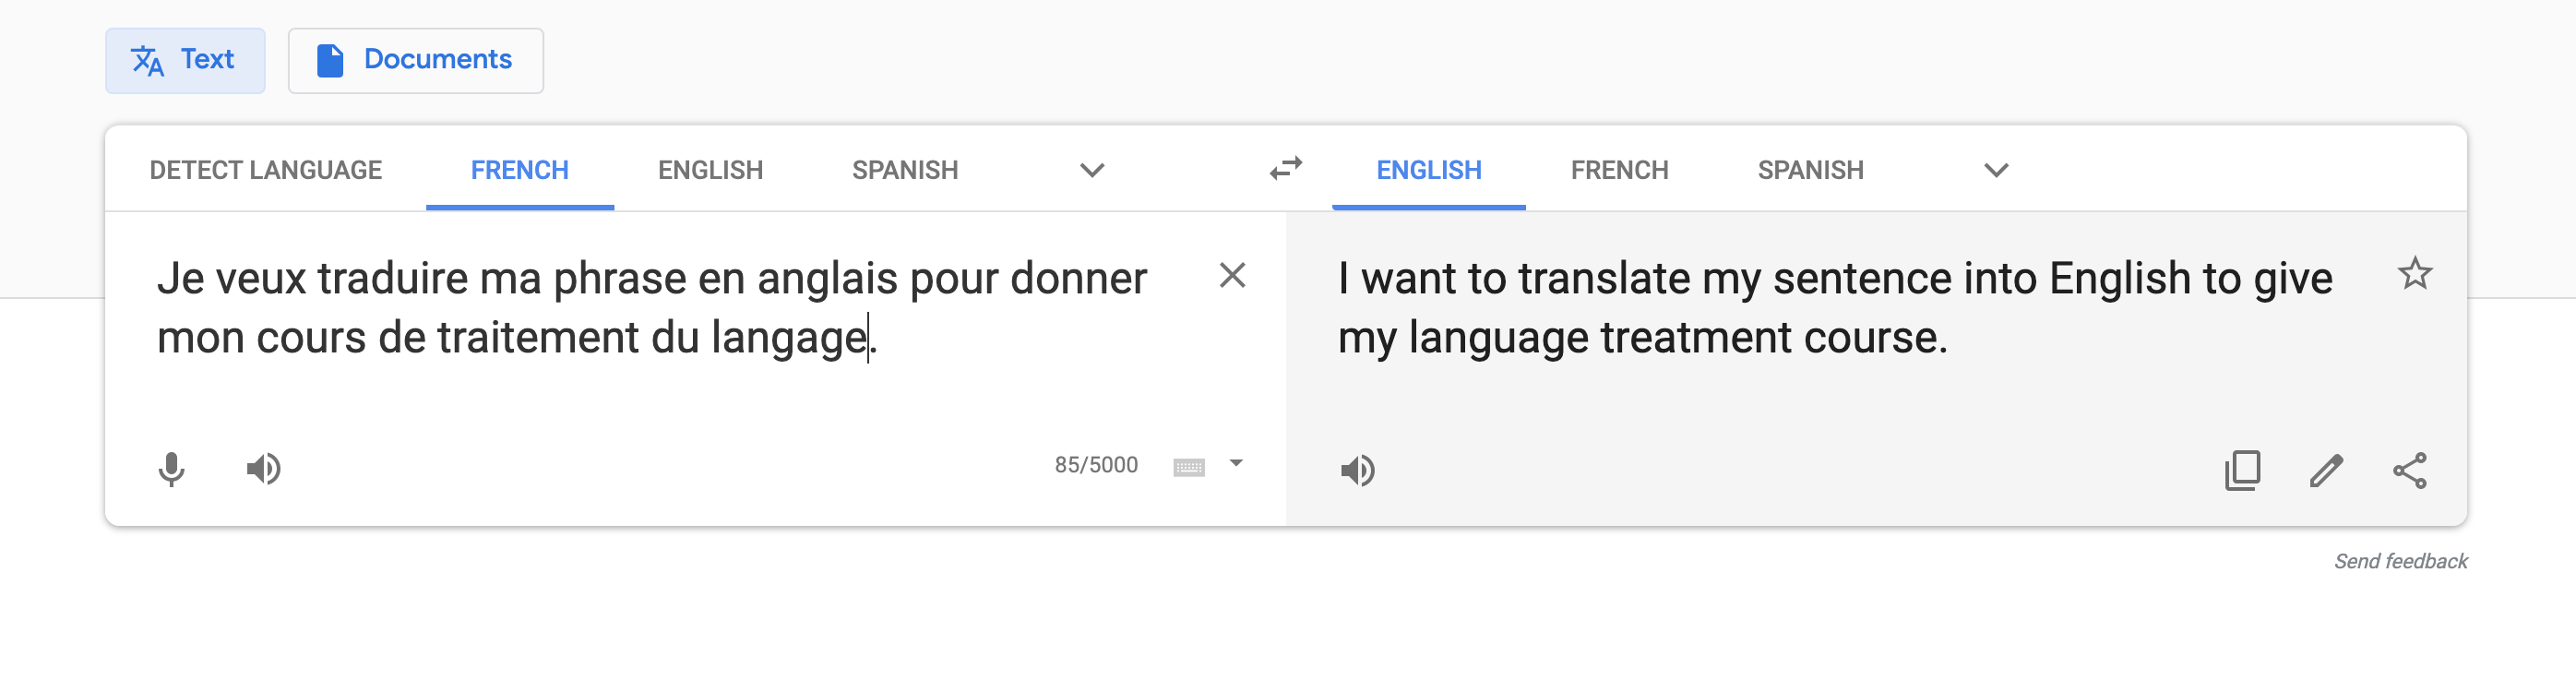 Text Documents
DETECT LANGUAGE FRENCH ENGLISH SPANISH ENGLISH FRENCH SPANISH
Je veux traduire ma phrase en anglais pour donner
mon cours de traitement du langage.
I want to translate my sentence into English to give
my language treatment course.
85/5000
Send feedback